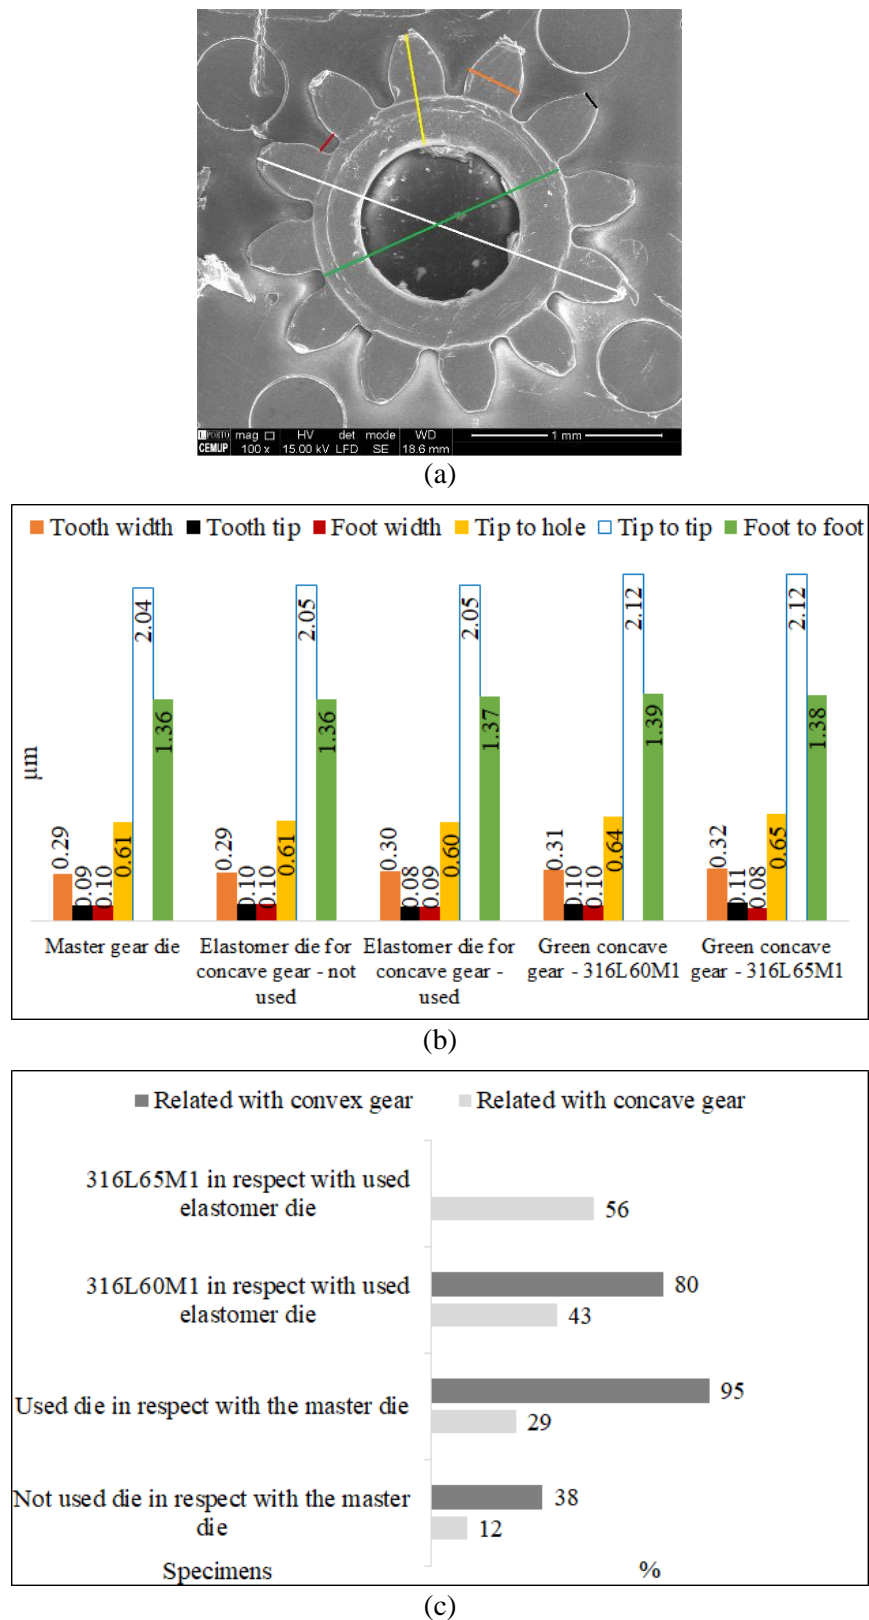 U.PORTO mag HV det mode WD 1 mm
CEMUP 100 x 15.00 kV LFD SE 18.6 mm
(a)
Tooth width Tooth tip Foot width Tip to hole Tip to tip Foot to foot
μm
0.29 0.09 0.10 0.61 2.04 1.36
0.29 0.10 0.10 0.61 2.05 1.36
0.30 0.08 0.09 0.60 2.05 1.37
0.31 0.10 0.10 0.64 2.12 1.39
0.32 0.11 0.08 0.65 2.12 1.38
Master gear die
Elastomer die for
concave gear - not
used
Elastomer die for
concave gear -
used
Green concave
gear - 316L60M1
Green concave
gear - 316L65M1
(b)
Related with convex gear Related with concave gear
316L65M1 in respect with used
elastomer die
56
316L60M1 in respect with used
elastomer die
80
43
Used die in respect with the master die
95
29
Not used die in respect with the master
die
38
12
Specimens %
(c)